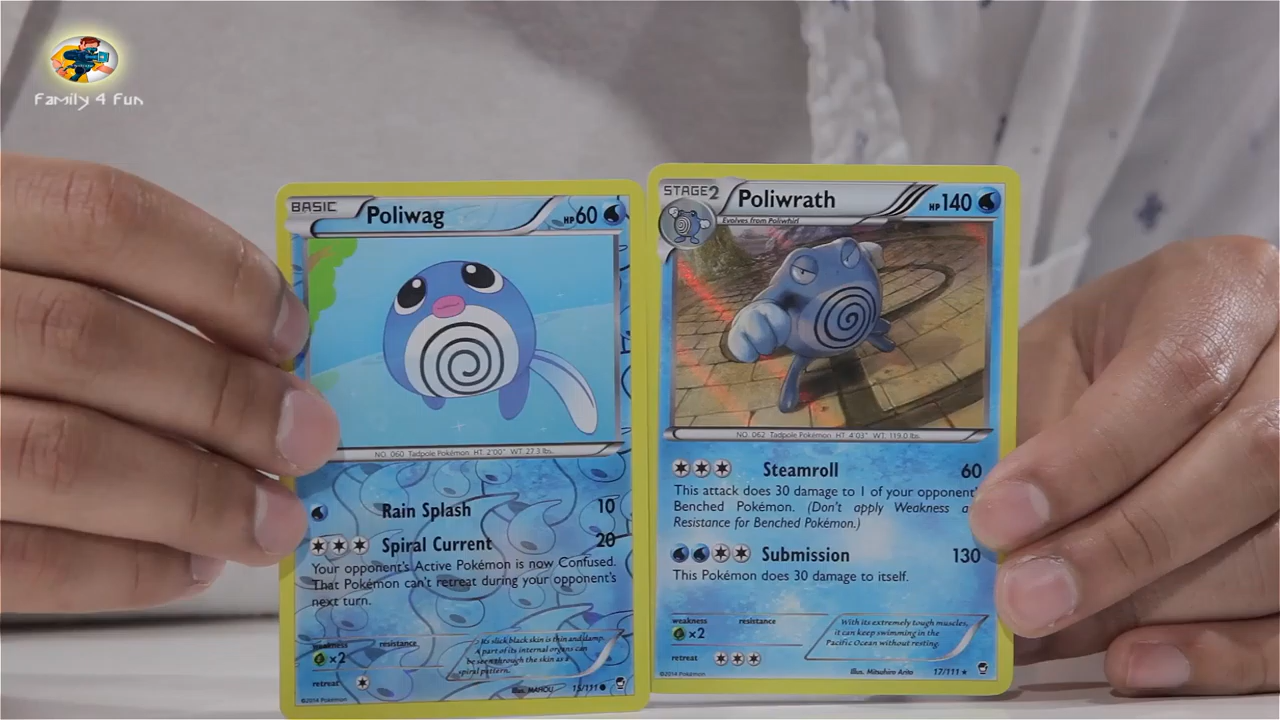 Family 4 Fun
BASIC
Poliwag
HP 60
NO. 060 Tadpole Pokémon HT. 2'00" WT. 27.3 lbs.
Rain Splash 10
Spiral Current 20
Your opponent's Active Pokémon is now Confused.
That Pokémon can't retreat during your opponent's
next turn.
weakness resistance
×2
retreat
Its slick black skin is thin and damp.
A part of its internal organs can
be seen through the skin as a
spiral pattern.
Illus. MAHOU 15/111
©2014 Pokémon
STAGE2
Poliwrath
HP 140
Evolves from Poliwhirl
NO. 062 Tadpole Pokémon HT. 4'03" WT. 119.0 lbs.
Steamroll 60
This attack does 30 damage to 1 of your opponent'
Benched Pokémon. (Don't apply Weakness a
Resistance for Benched Pokémon.)
Submission 130
This Pokémon does 30 damage to itself.
weakness resistance
×2
retreat
With its extremely tough muscles,
it can keep swimming in the
Pacific Ocean without resting.
Illus. Mitsuhiro Arita 17/111 ★
©2014 Pokémon